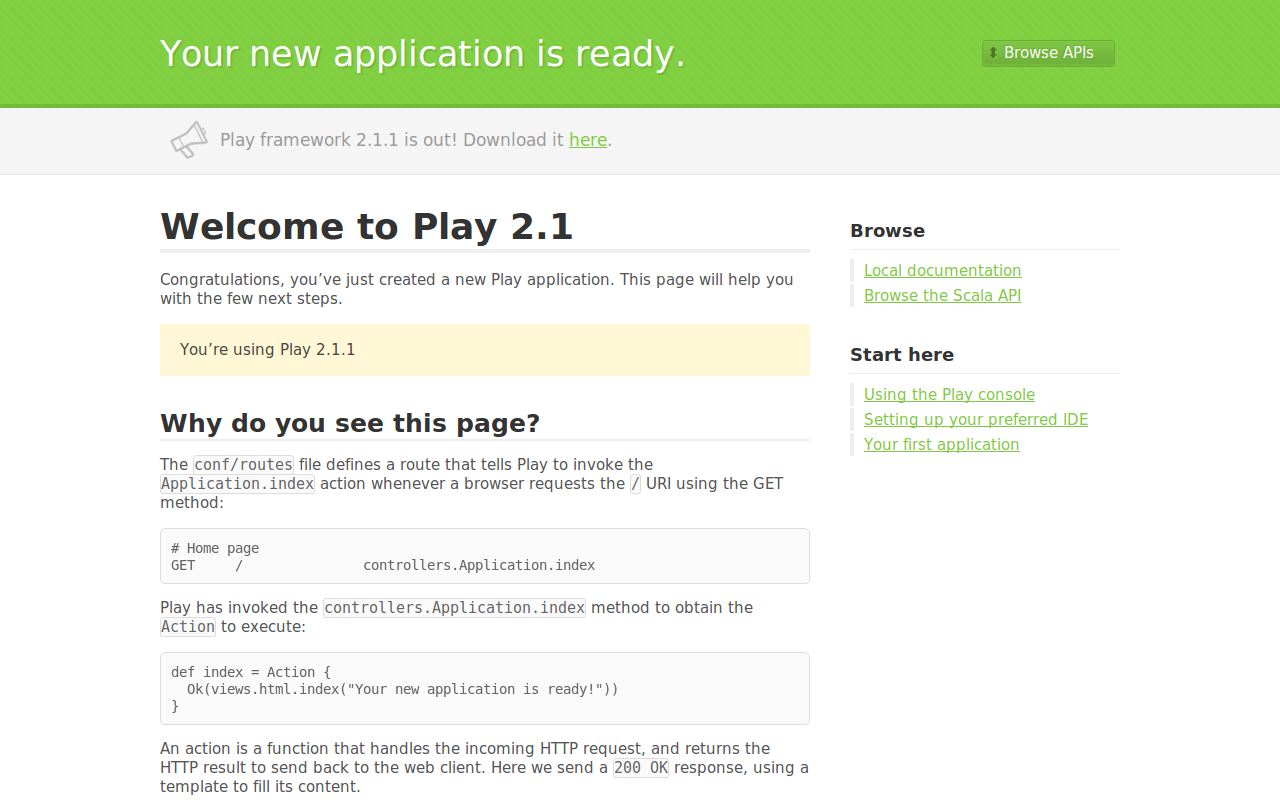 Your new application is ready.
Browse APIs
Play framework 2.1.1 is out! Download it here.
Welcome to Play 2.1
Congratulations, you’ve just created a new Play application. This page will help you
with the few next steps.
You’re using Play 2.1.1
Why do you see this page?
The conf/routes file defines a route that tells Play to invoke the
Application.index action whenever a browser requests the / URI using the GET
method:
# Home page
GET     /               controllers.Application.index
Play has invoked the controllers.Application.index method to obtain the
Action to execute:
def index = Action {
  Ok(views.html.index("Your new application is ready!"))
}
An action is a function that handles the incoming HTTP request, and returns the
HTTP result to send back to the web client. Here we send a 200 OK response, using a
template to fill its content.
Browse
Local documentation
Browse the Scala API
Start here
Using the Play console
Setting up your preferred IDE
Your first application